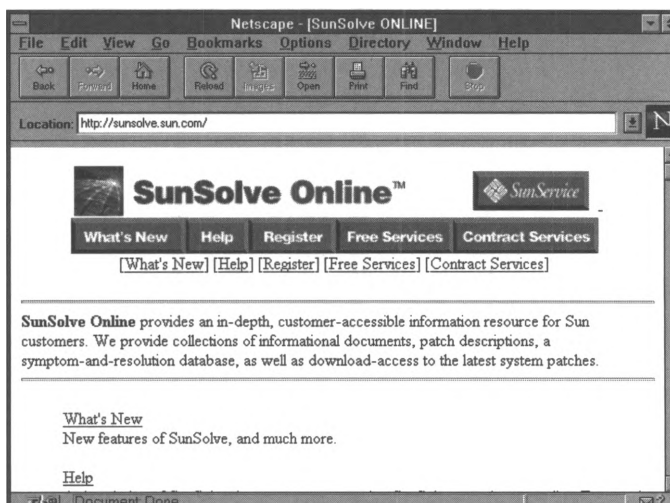 Netscape - [SunSolve ONLINE]
File Edit View Go Bookmarks Options Directory Window Help
Back Forward Home Reload Images Open Print Find Stop
Location: http://sunsolve.sun.com/
N
SunSolve Online™ SunService
What's New Help Register Free Services Contract Services
[What's New] [Help] [Register] [Free Services] [Contract Services]
SunSolve Online provides an in-depth, customer-accessible information resource for Sun
customers. We provide collections of informational documents, patch descriptions, a
symptom-and-resolution database, as well as download-access to the latest system patches.
What's New
New features of SunSolve, and much more.
Help
Document Done